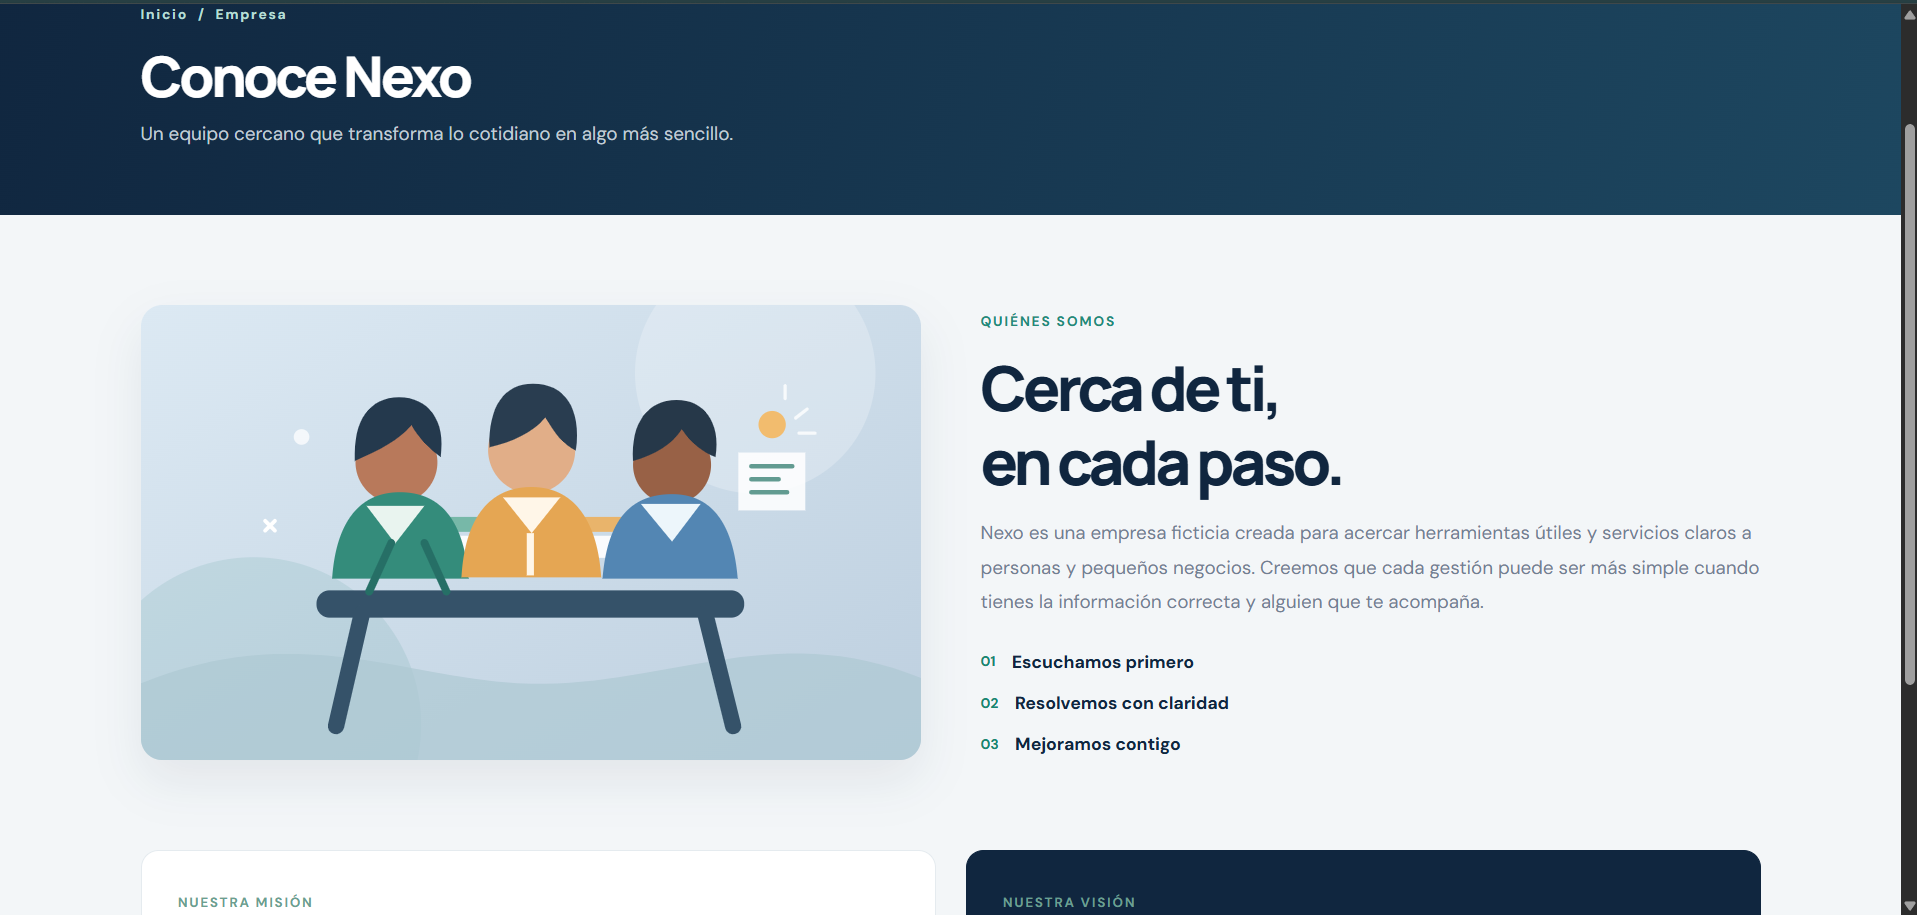 Inicio / Empresa
Conoce Nexo
Un equipo cercano que transforma lo cotidiano en algo más sencillo.
QUIÉNES SOMOS
Cerca de ti,
en cada paso.
Nexo es una empresa ficticia creada para acercar herramientas útiles y servicios claros a
personas y pequeños negocios. Creemos que cada gestión puede ser más simple cuando
tienes la información correcta y alguien que te acompaña.
01 Escuchamos primero
02 Resolvemos con claridad
03 Mejoramos contigo
NUESTRA MISIÓN
NUESTRA VISIÓN